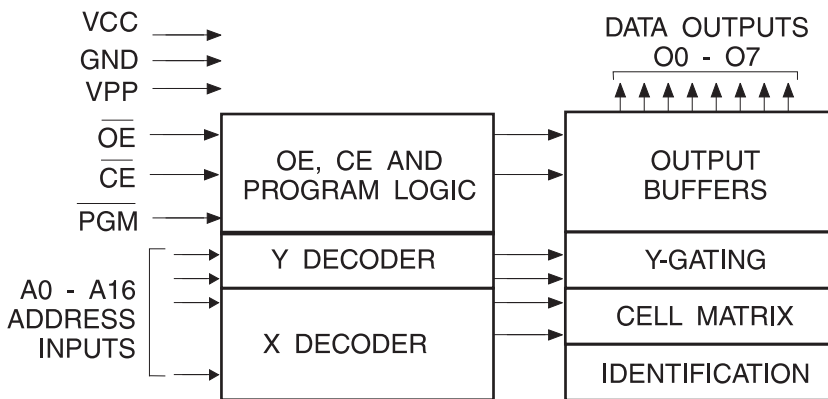 VCC
GND
VPP
OE
CE
PGM
A0 - A16
ADDRESS
INPUTS
OE, CE AND
PROGRAM LOGIC
Y DECODER
X DECODER
DATA OUTPUTS
O0 - O7
OUTPUT
BUFFERS
Y-GATING
CELL MATRIX
IDENTIFICATION